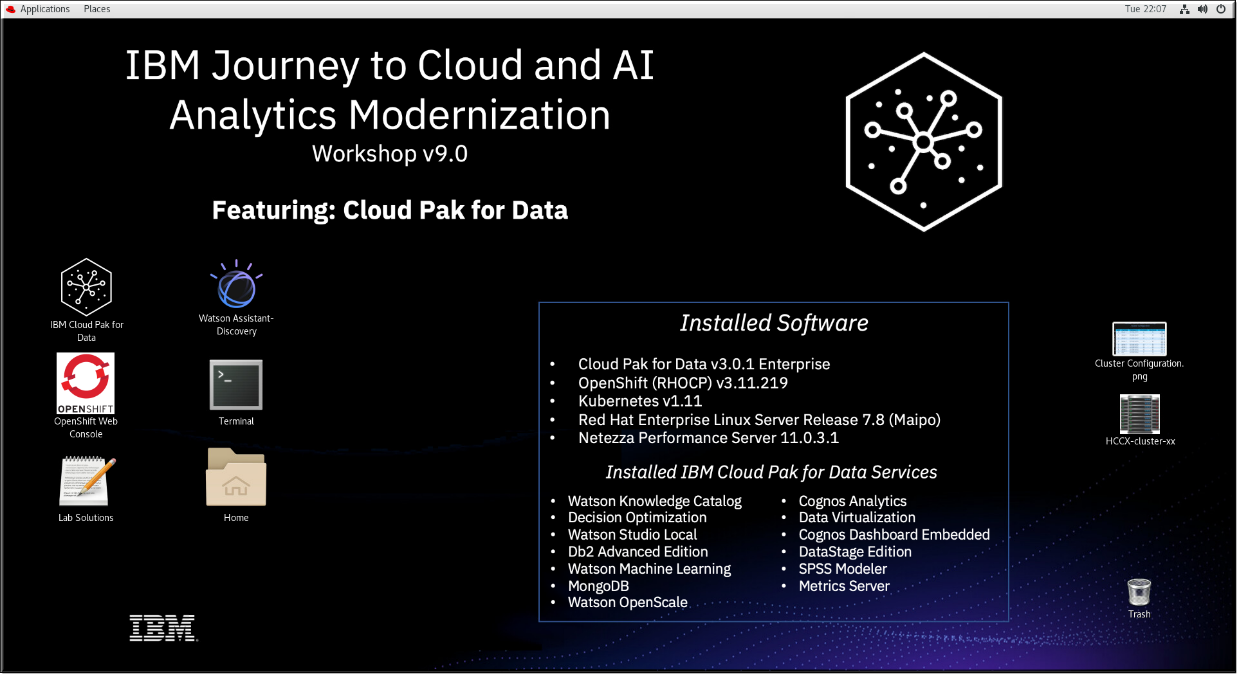 Applications Places Tue 22:07
IBM Journey to Cloud and AI
Analytics Modernization
Workshop v9.0
Featuring: Cloud Pak for Data
IBM Cloud Pak for
Data
Watson Assistant-
Discovery
OPENSHIFT
OpenShift Web
Console
Terminal
Lab Solutions
Home
IBM
Installed Software
• Cloud Pak for Data v3.0.1 Enterprise
• OpenShift (RHOCP) v3.11.219
• Kubernetes v1.11
• Red Hat Enterprise Linux Server Release 7.8 (Maipo)
• Netezza Performance Server 11.0.3.1
Installed IBM Cloud Pak for Data Services
• Watson Knowledge Catalog
• Decision Optimization
• Watson Studio Local
• Db2 Advanced Edition
• Watson Machine Learning
• MongoDB
• Watson OpenScale
• Cognos Analytics
• Data Virtualization
• Cognos Dashboard Embedded
• DataStage Edition
• SPSS Modeler
• Metrics Server
Cluster Configuration.
png
HCCX-cluster-xx
Trash